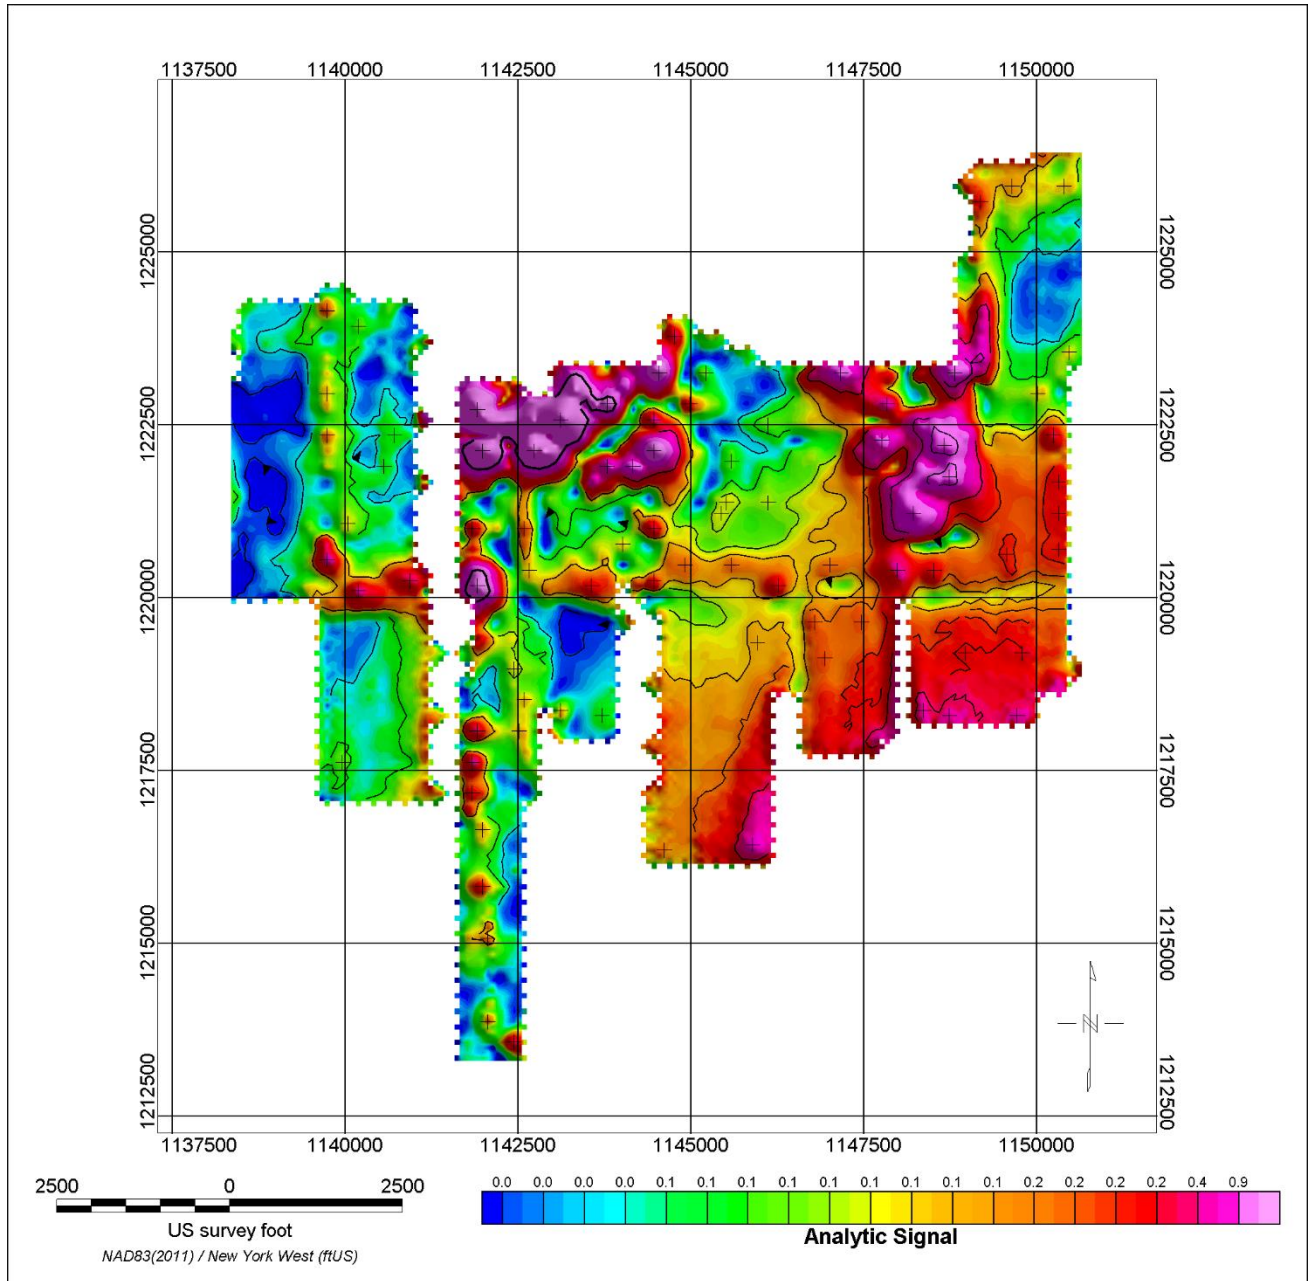 1137500 1140000 1142500 1145000 1147500 1150000
1225000 1225000
1222500 1222500
1220000 1220000
1217500 1217500
1215000 1215000
1212500 1212500
1137500 1140000 1142500 1145000 1147500 1150000
N
2500 0 2500
US survey foot
NAD83(2011) / New York West (ftUS)
0.0 0.0 0.0 0.0 0.1 0.1 0.1 0.1 0.1 0.1 0.1 0.1 0.1 0.2 0.2 0.2 0.2 0.4 0.9
Analytic Signal